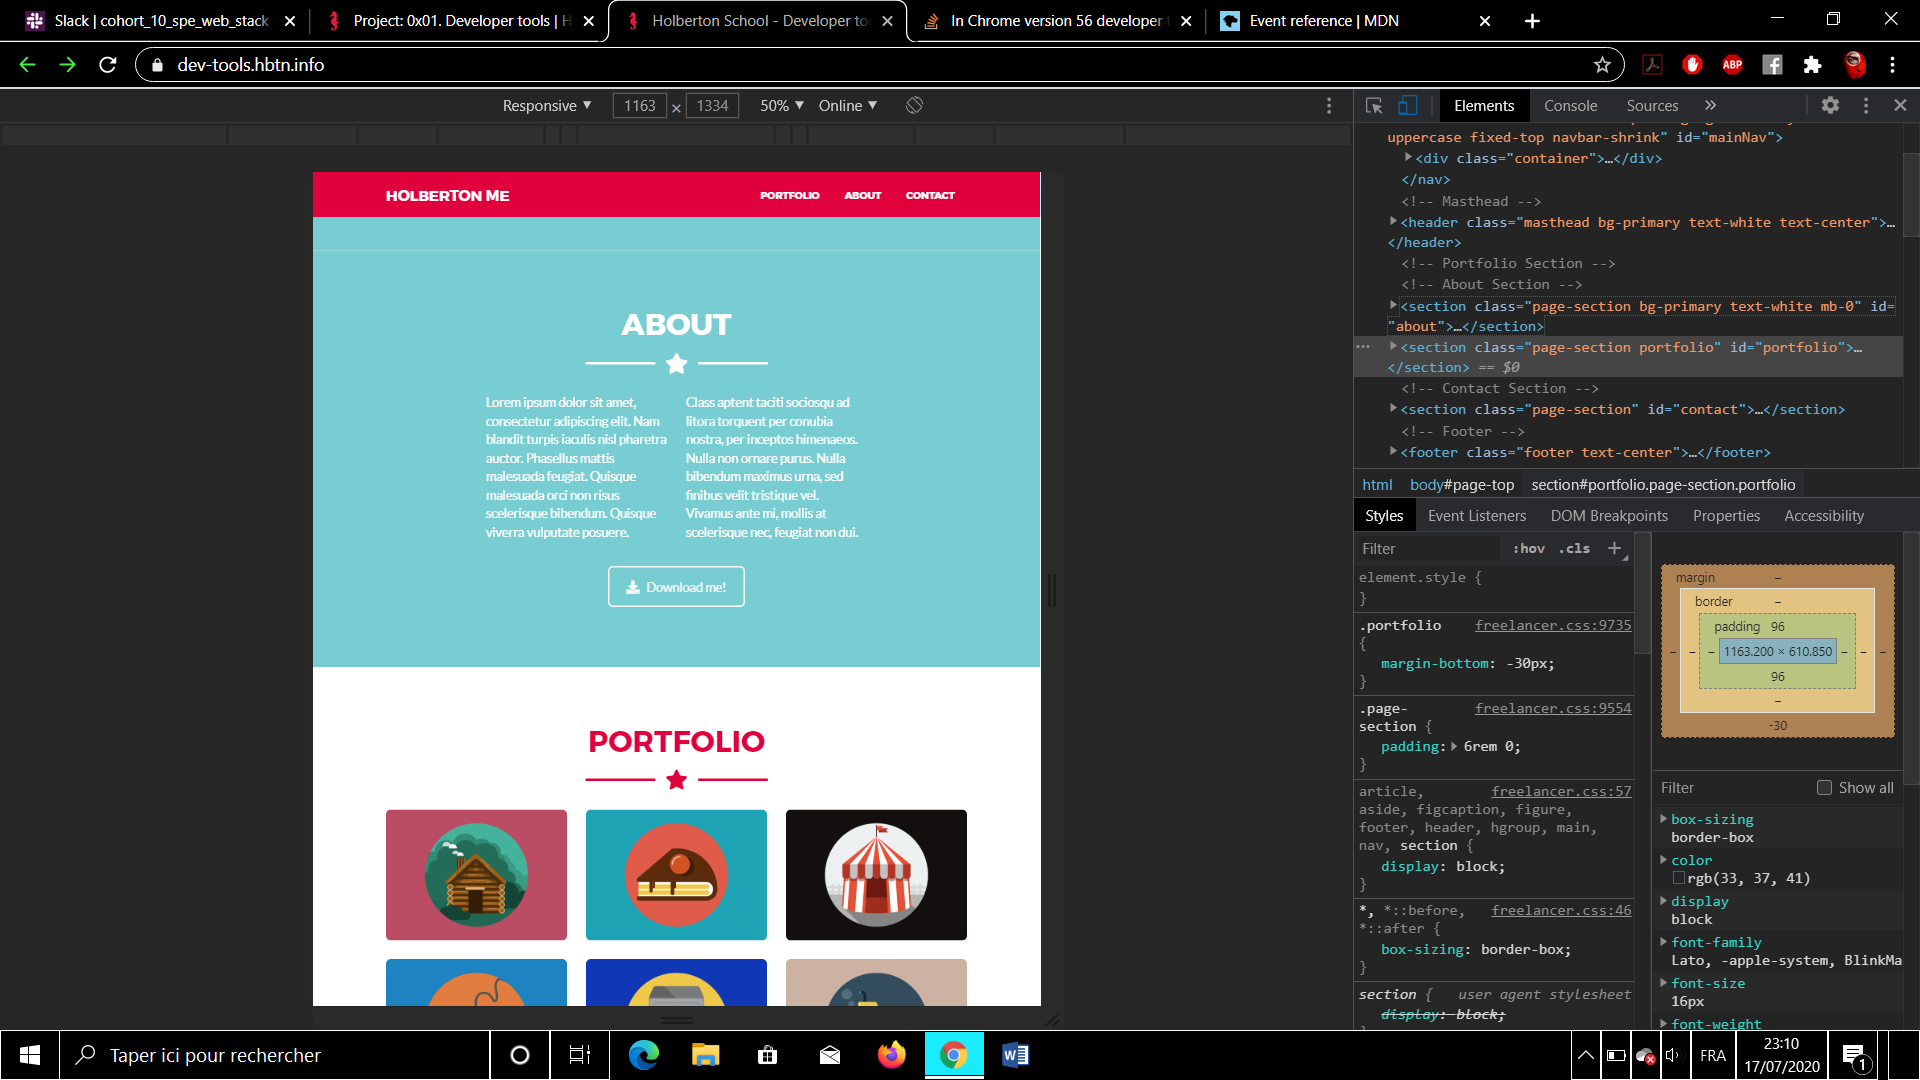 Slack | cohort_10_spe_web_stack
Project: 0x01. Developer tools | H
Holberton School - Developer to
In Chrome version 56 developer
Event reference | MDN
dev-tools.hbtn.info
ABP
Responsive ▼ 1163 × 1334 50% ▼ Online ▼
Elements Console Sources »
uppercase fixed-top navbar-shrink" id="mainNav">
<div class="container">…</div>
</nav>
<!-- Masthead -->
<header class="masthead bg-primary text-white text-center">…
</header>
<!-- Portfolio Section -->
<!-- About Section -->
<section class="page-section bg-primary text-white mb-0" id=
"about">…</section>
<section class="page-section portfolio" id="portfolio">…
</section> == $0
<!-- Contact Section -->
<section class="page-section" id="contact">…</section>
<!-- Footer -->
<footer class="footer text-center">…</footer>
html body#page-top section#portfolio.page-section.portfolio
Styles Event Listeners DOM Breakpoints Properties Accessibility
Filter :hov .cls +
element.style {
}
.portfolio freelancer.css:9735
{
margin-bottom: -30px;
}
.page- freelancer.css:9554
section {
padding: 6rem 0;
}
article, freelancer.css:57
aside, figcaption, figure,
footer, header, hgroup, main,
nav, section {
display: block;
}
*, *::before, freelancer.css:46
*::after {
box-sizing: border-box;
}
section { user agent stylesheet
display: block;
margin –
border –
padding 96
– – – 1163.200 × 610.850 – – –
96
–
-30
Filter Show all
box-sizing
border-box
color
rgb(33, 37, 41)
display
block
font-family
Lato, -apple-system, BlinkMa
font-size
16px
font-weight
HOLBERTON ME
PORTFOLIO ABOUT CONTACT
ABOUT
Lorem ipsum dolor sit amet,
consectetur adipiscing elit. Nam
blandit turpis iaculis nisl pharetra
auctor. Phasellus mattis
malesuada feugiat. Quisque
malesuada orci non risus
scelerisque bibendum. Quisque
viverra vulputate posuere.
Class aptent taciti sociosqu ad
litora torquent per conubia
nostra, per inceptos himenaeos.
Nulla non ornare purus. Nulla
bibendum maximus urna, sed
finibus velit tristique vel.
Vivamus ante mi, mollis at
scelerisque nec, feugiat non dui.
Download me!
PORTFOLIO
Taper ici pour rechercher
FRA
23:10
17/07/2020
1